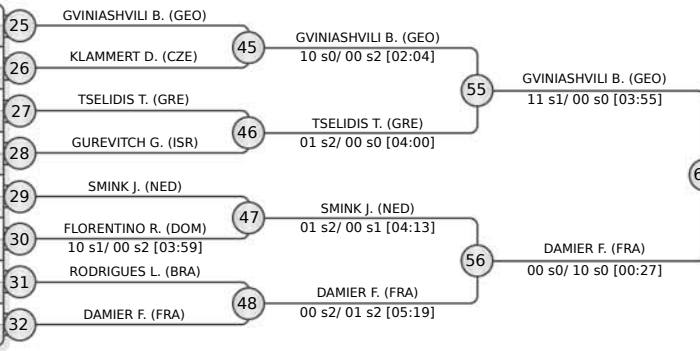 25
GVINIASHVILI B. (GEO)
26
KLAMMERT D. (CZE)
27
TSELIDIS T. (GRE)
28
GUREVITCH G. (ISR)
29
SMINK J. (NED)
30
FLORENTINO R. (DOM)
10 s1/ 00 s2 [03:59]
31
RODRIGUES L. (BRA)
32
DAMIER F. (FRA)
45
GVINIASHVILI B. (GEO)
10 s0/ 00 s2 [02:04]
46
TSELIDIS T. (GRE)
01 s2/ 00 s0 [04:00]
47
SMINK J. (NED)
01 s2/ 00 s1 [04:13]
48
DAMIER F. (FRA)
00 s2/ 01 s2 [05:19]
55
GVINIASHVILI B. (GEO)
11 s1/ 00 s0 [03:55]
56
DAMIER F. (FRA)
00 s0/ 10 s0 [00:27]